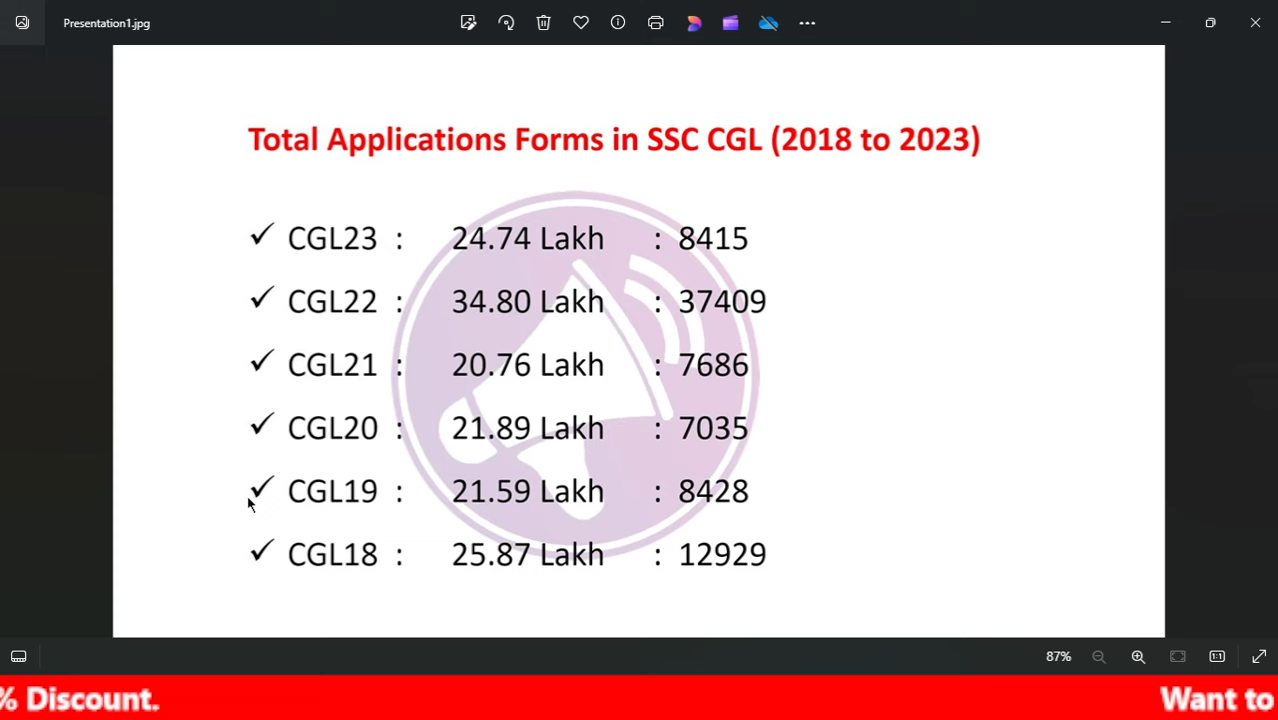 Presentation1.jpg
Total Applications Forms in SSC CGL (2018 to 2023)
✓ CGL23 : 24.74 Lakh : 8415
✓ CGL22 : 34.80 Lakh : 37409
✓ CGL21 : 20.76 Lakh : 7686
✓ CGL20 : 21.89 Lakh : 7035
✓ CGL19 : 21.59 Lakh : 8428
✓ CGL18 : 25.87 Lakh : 12929
87% 1:1
% Discount. Want to